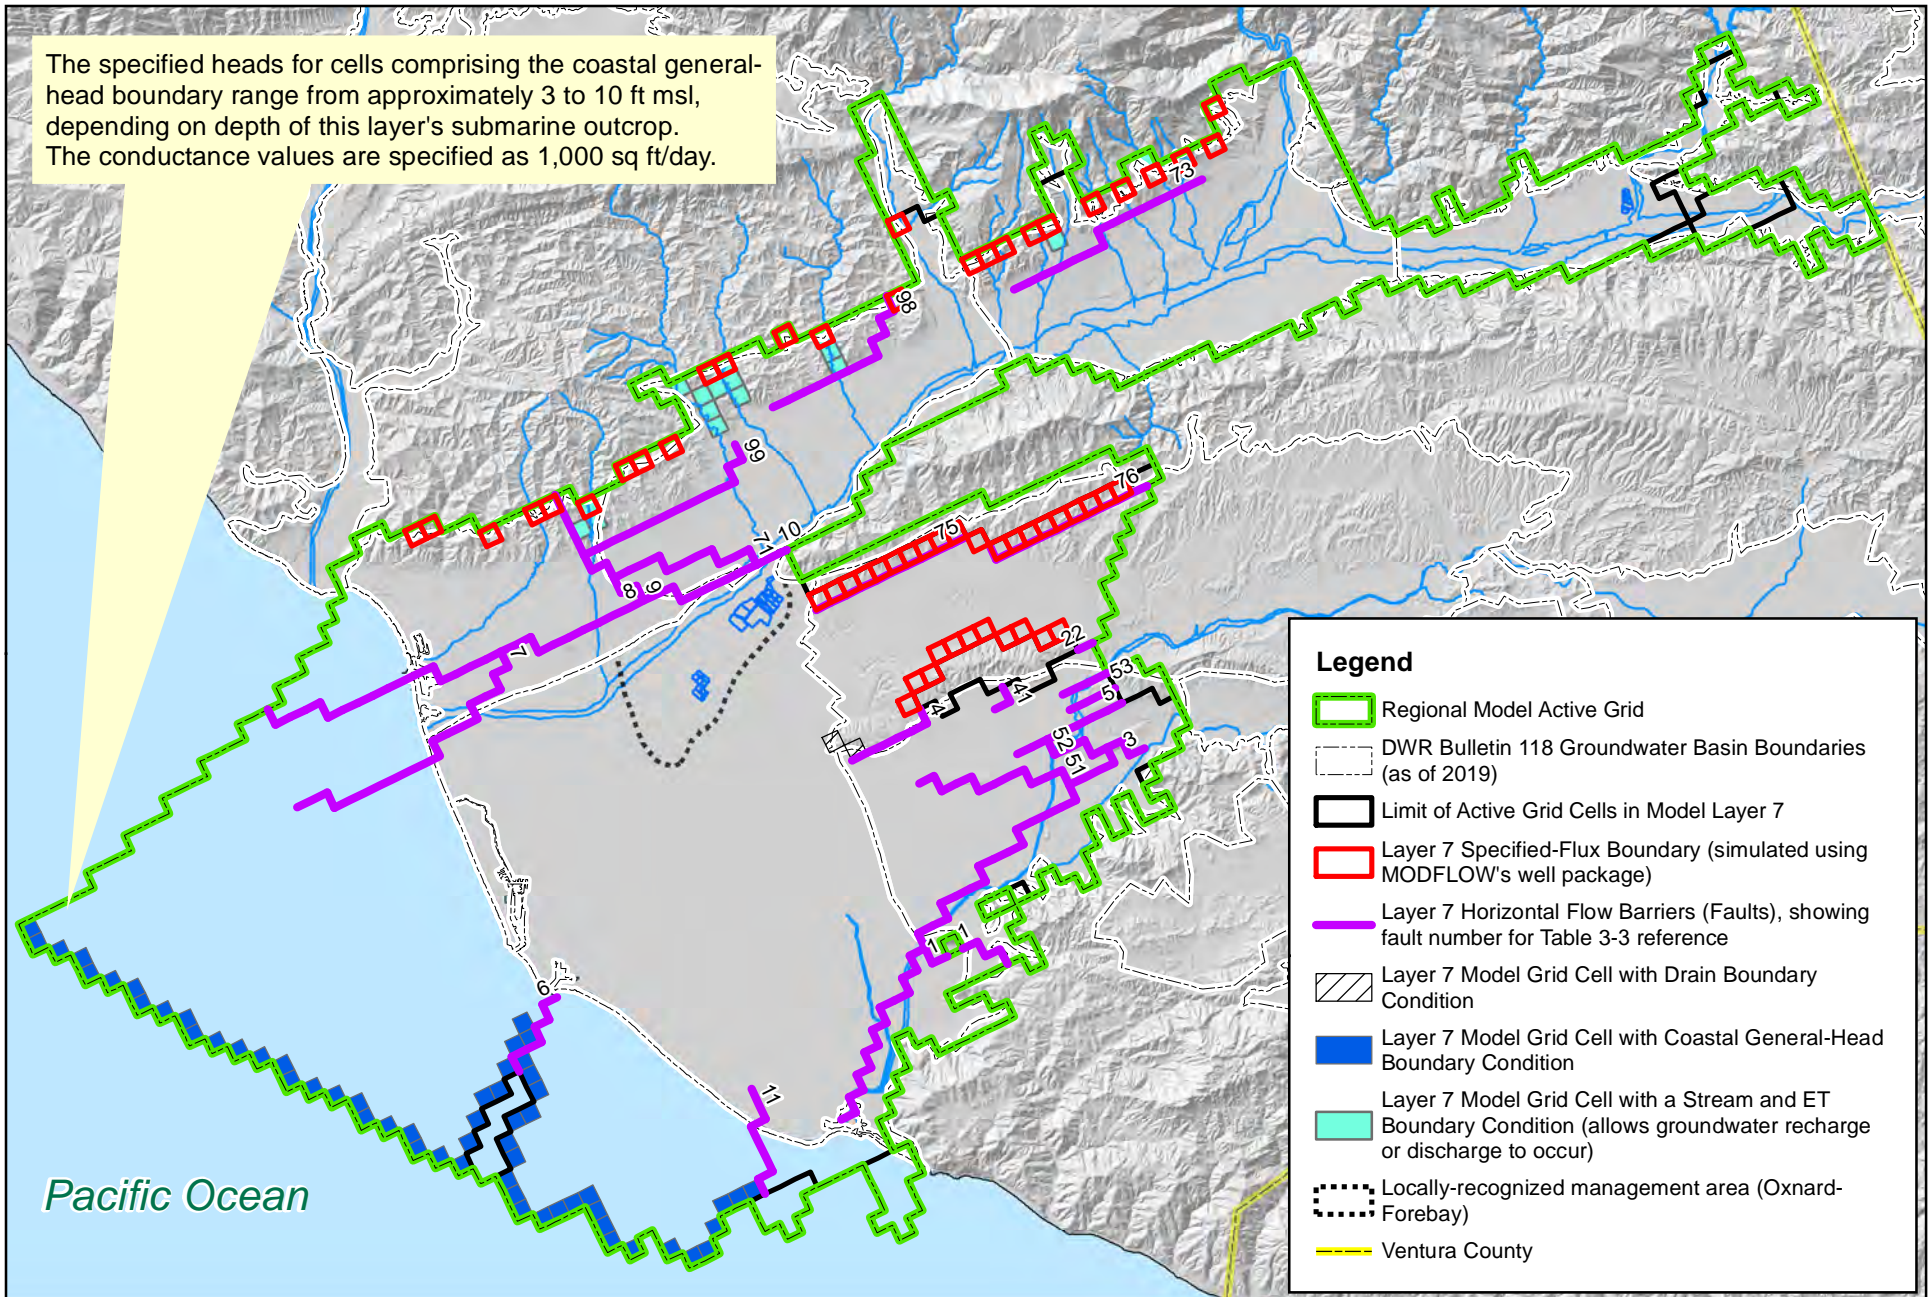 The specified heads for cells comprising the coastal general-
head boundary range from approximately 3 to 10 ft msl,
depending on depth of this layer's submarine outcrop.
The conductance values are specified as 1,000 sq ft/day.
73
98
99
76
75
10
71
8
9
7
22
53
5
41
4
52
51
3
1
1
6
11
Pacific Ocean
Legend
Regional Model Active Grid
DWR Bulletin 118 Groundwater Basin Boundaries
(as of 2019)
Limit of Active Grid Cells in Model Layer 7
Layer 7 Specified-Flux Boundary (simulated using
MODFLOW's well package)
Layer 7 Horizontal Flow Barriers (Faults), showing
fault number for Table 3-3 reference
Layer 7 Model Grid Cell with Drain Boundary
Condition
Layer 7 Model Grid Cell with Coastal General-Head
Boundary Condition
Layer 7 Model Grid Cell with a Stream and ET
Boundary Condition (allows groundwater recharge
or discharge to occur)
Locally-recognized management area (Oxnard-
Forebay)
Ventura County